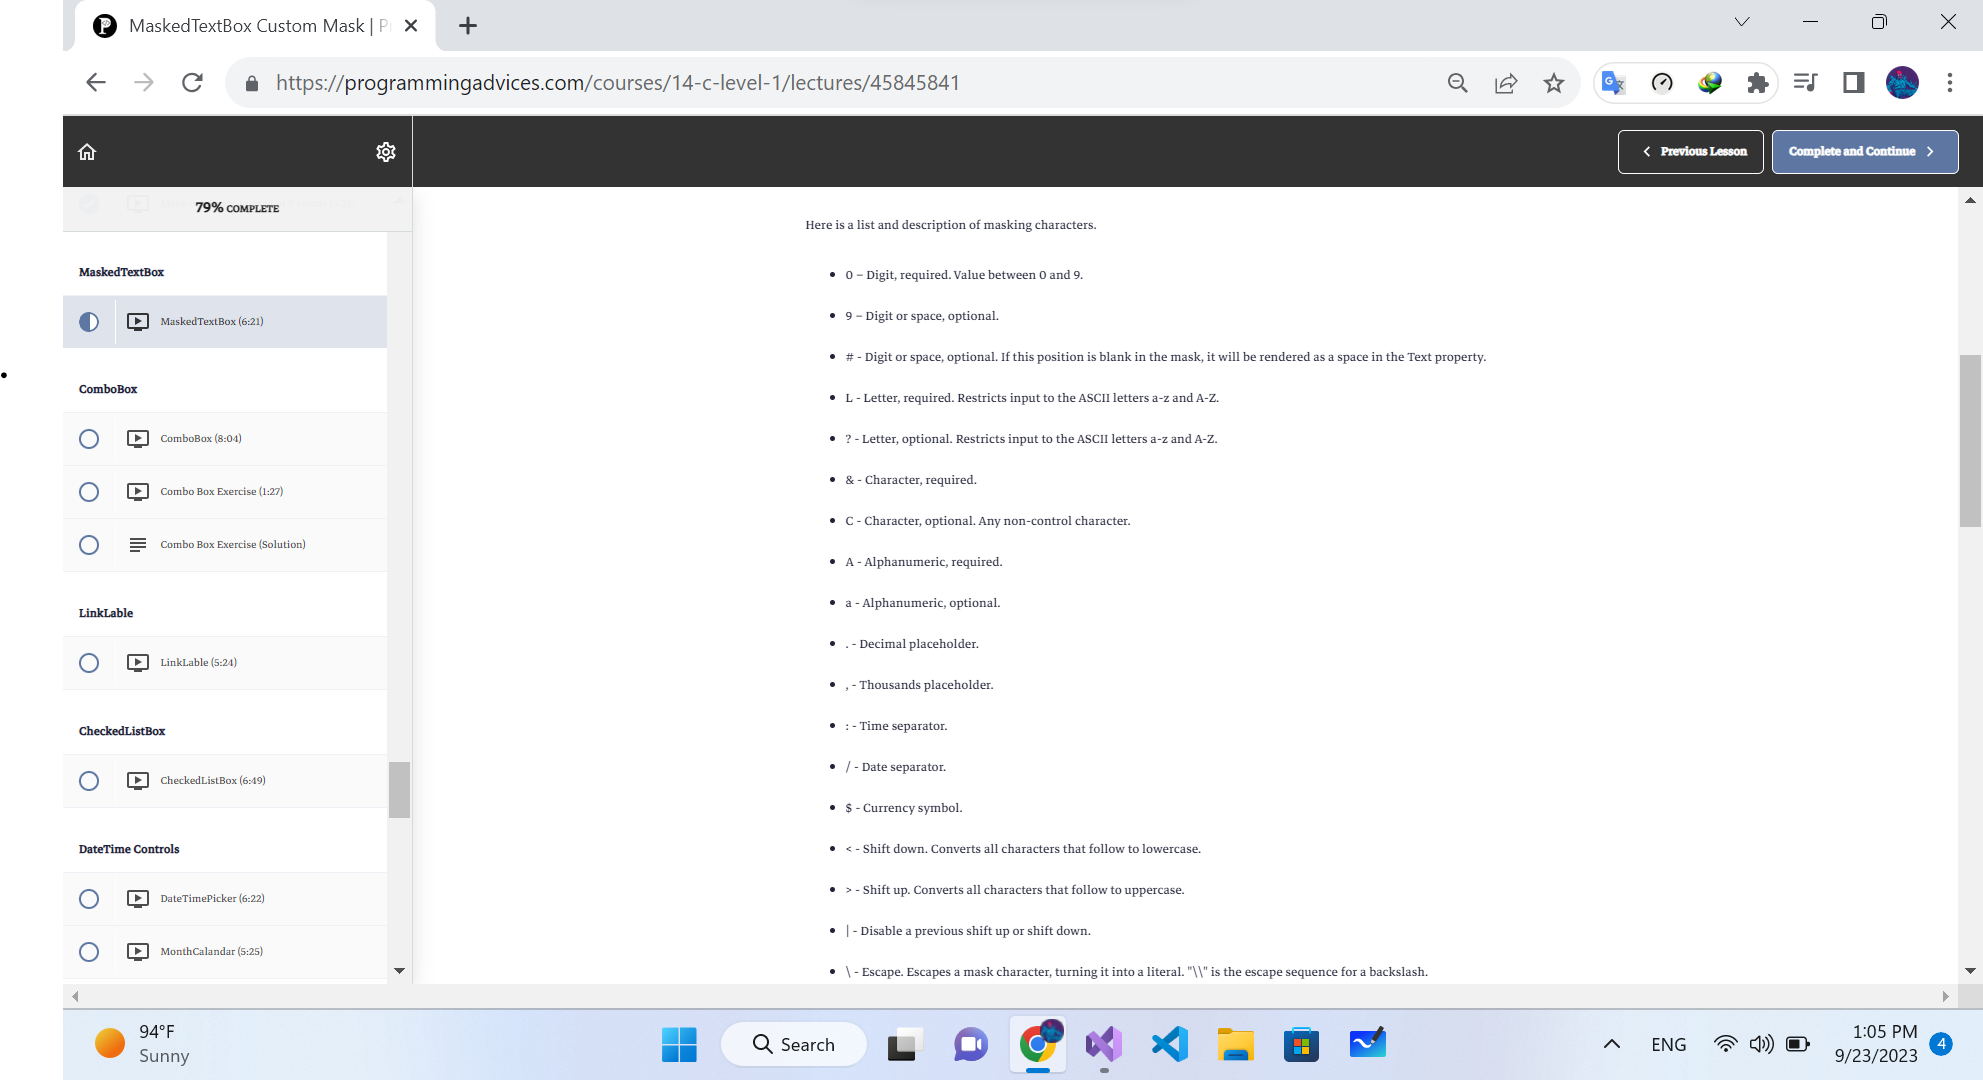 MaskedTextBox Custom Mask | P
https://programmingadvices.com/courses/14-c-level-1/lectures/45845841
Previous Lesson
Complete and Continue
79% COMPLETE
MaskedTextBox
MaskedTextBox (6:21)
ComboBox
ComboBox (8:04)
Combo Box Exercise (1:27)
Combo Box Exercise (Solution)
LinkLable
LinkLable (5:24)
CheckedListBox
CheckedListBox (6:49)
DateTime Controls
DateTimePicker (6:22)
MonthCalandar (5:25)
Here is a list and description of masking characters.
• 0 – Digit, required. Value between 0 and 9.
• 9 – Digit or space, optional.
• # - Digit or space, optional. If this position is blank in the mask, it will be rendered as a space in the Text property.
• L - Letter, required. Restricts input to the ASCII letters a-z and A-Z.
• ? - Letter, optional. Restricts input to the ASCII letters a-z and A-Z.
• & - Character, required.
• C - Character, optional. Any non-control character.
• A - Alphanumeric, required.
• a - Alphanumeric, optional.
• . - Decimal placeholder.
• , - Thousands placeholder.
• : - Time separator.
• / - Date separator.
• $ - Currency symbol.
• < - Shift down. Converts all characters that follow to lowercase.
• > - Shift up. Converts all characters that follow to uppercase.
• | - Disable a previous shift up or shift down.
• \ - Escape. Escapes a mask character, turning it into a literal. "\\" is the escape sequence for a backslash.
94°F
Sunny
Search
ENG
1:05 PM
9/23/2023
4